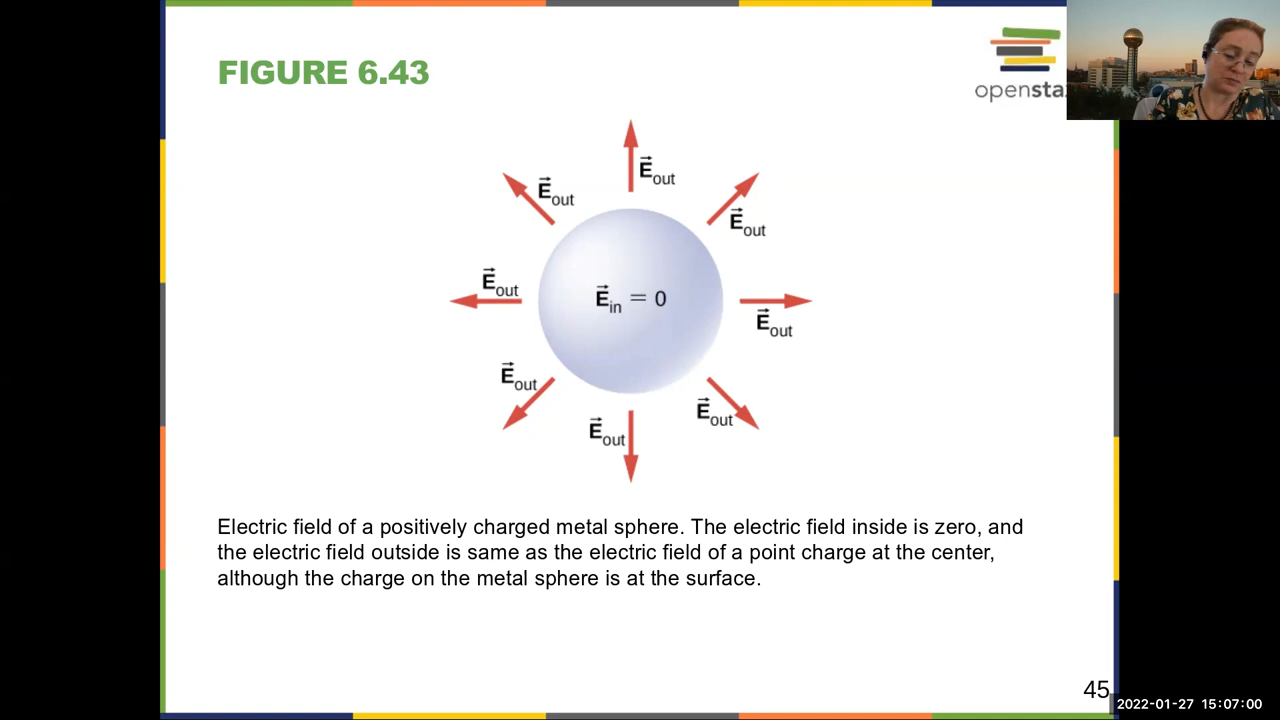 FIGURE 6.43
opensta
E⃗out
E⃗out
E⃗out
E⃗out
E⃗out
E⃗in = 0
E⃗out
E⃗out
E⃗out
Electric field of a positively charged metal sphere. The electric field inside is zero, and
the electric field outside is same as the electric field of a point charge at the center,
although the charge on the metal sphere is at the surface.
45
2022-01-27 15:07:00